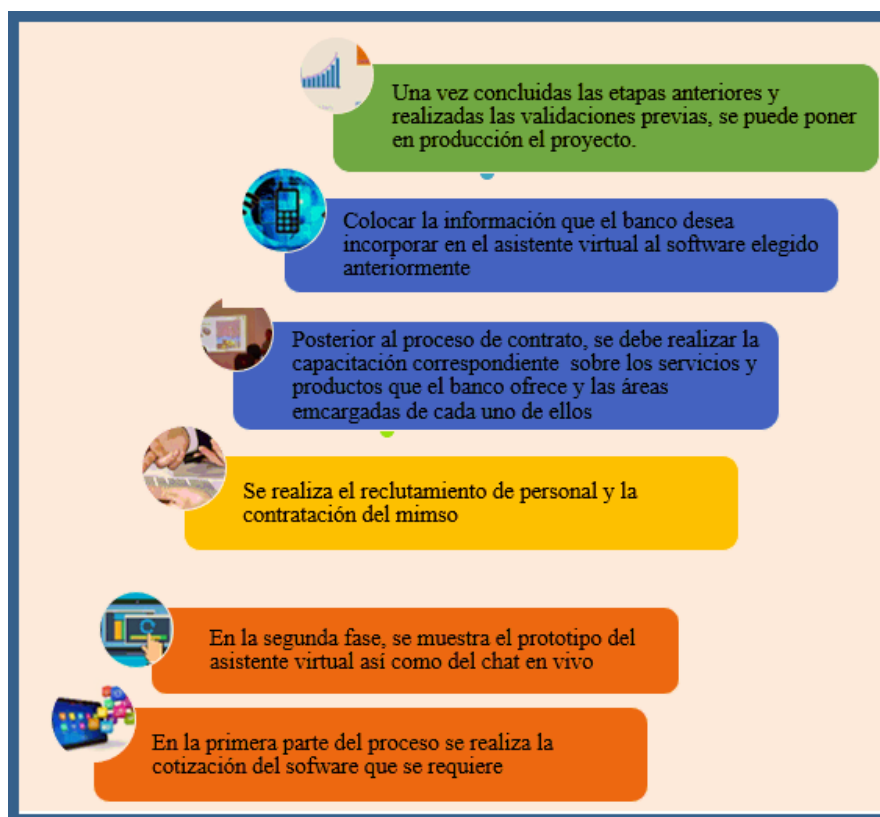 Una vez concluidas las etapas anteriores y
realizadas las validaciones previas, se puede poner
en producción el proyecto.
Colocar la información que el banco desea
incorporar en el asistente virtual al software elegido
anteriormente
Posterior al proceso de contrato, se debe realizar la
capacitación correspondiente sobre los servicios y
productos que el banco ofrece y las áreas
emcargadas de cada uno de ellos
Se realiza el reclutamiento de personal y la
contratación del mimso
En la segunda fase, se muestra el prototipo del
asistente virtual así como del chat en vivo
En la primera parte del proceso se realiza la
cotización del sofware que se requiere